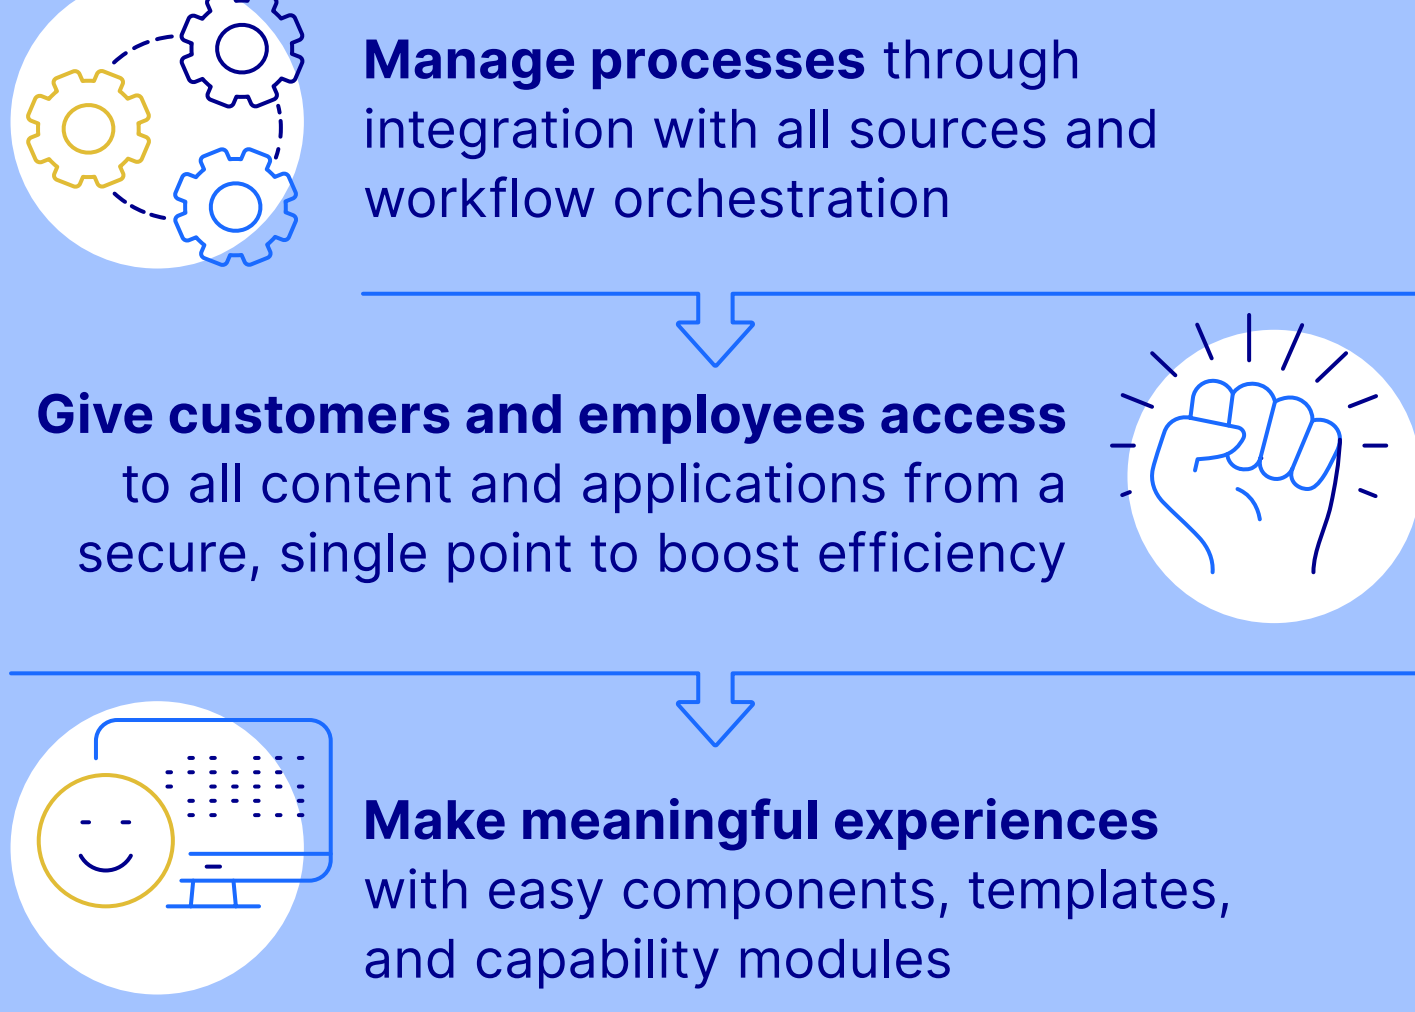 Manage processes through
integration with all sources and
workflow orchestration
Give customers and employees access
to all content and applications from a
secure, single point to boost efficiency
Make meaningful experiences
with easy components, templates,
and capability modules